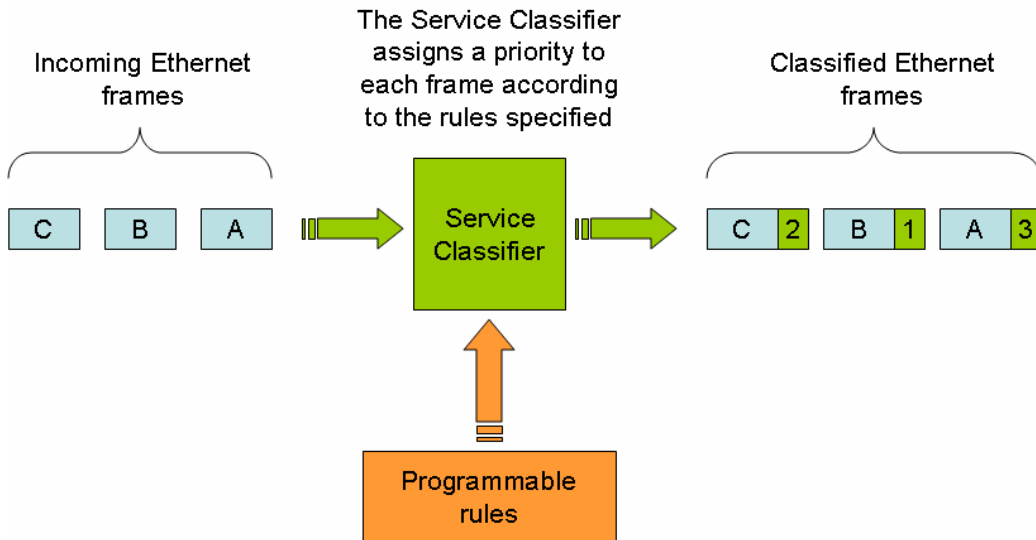 The Service Classifier
assigns a priority to
each frame according
to the rules specified
Incoming Ethernet
frames
Classified Ethernet
frames
C B A
Service
Classifier
C 2 B 1 A 3
Programmable
rules